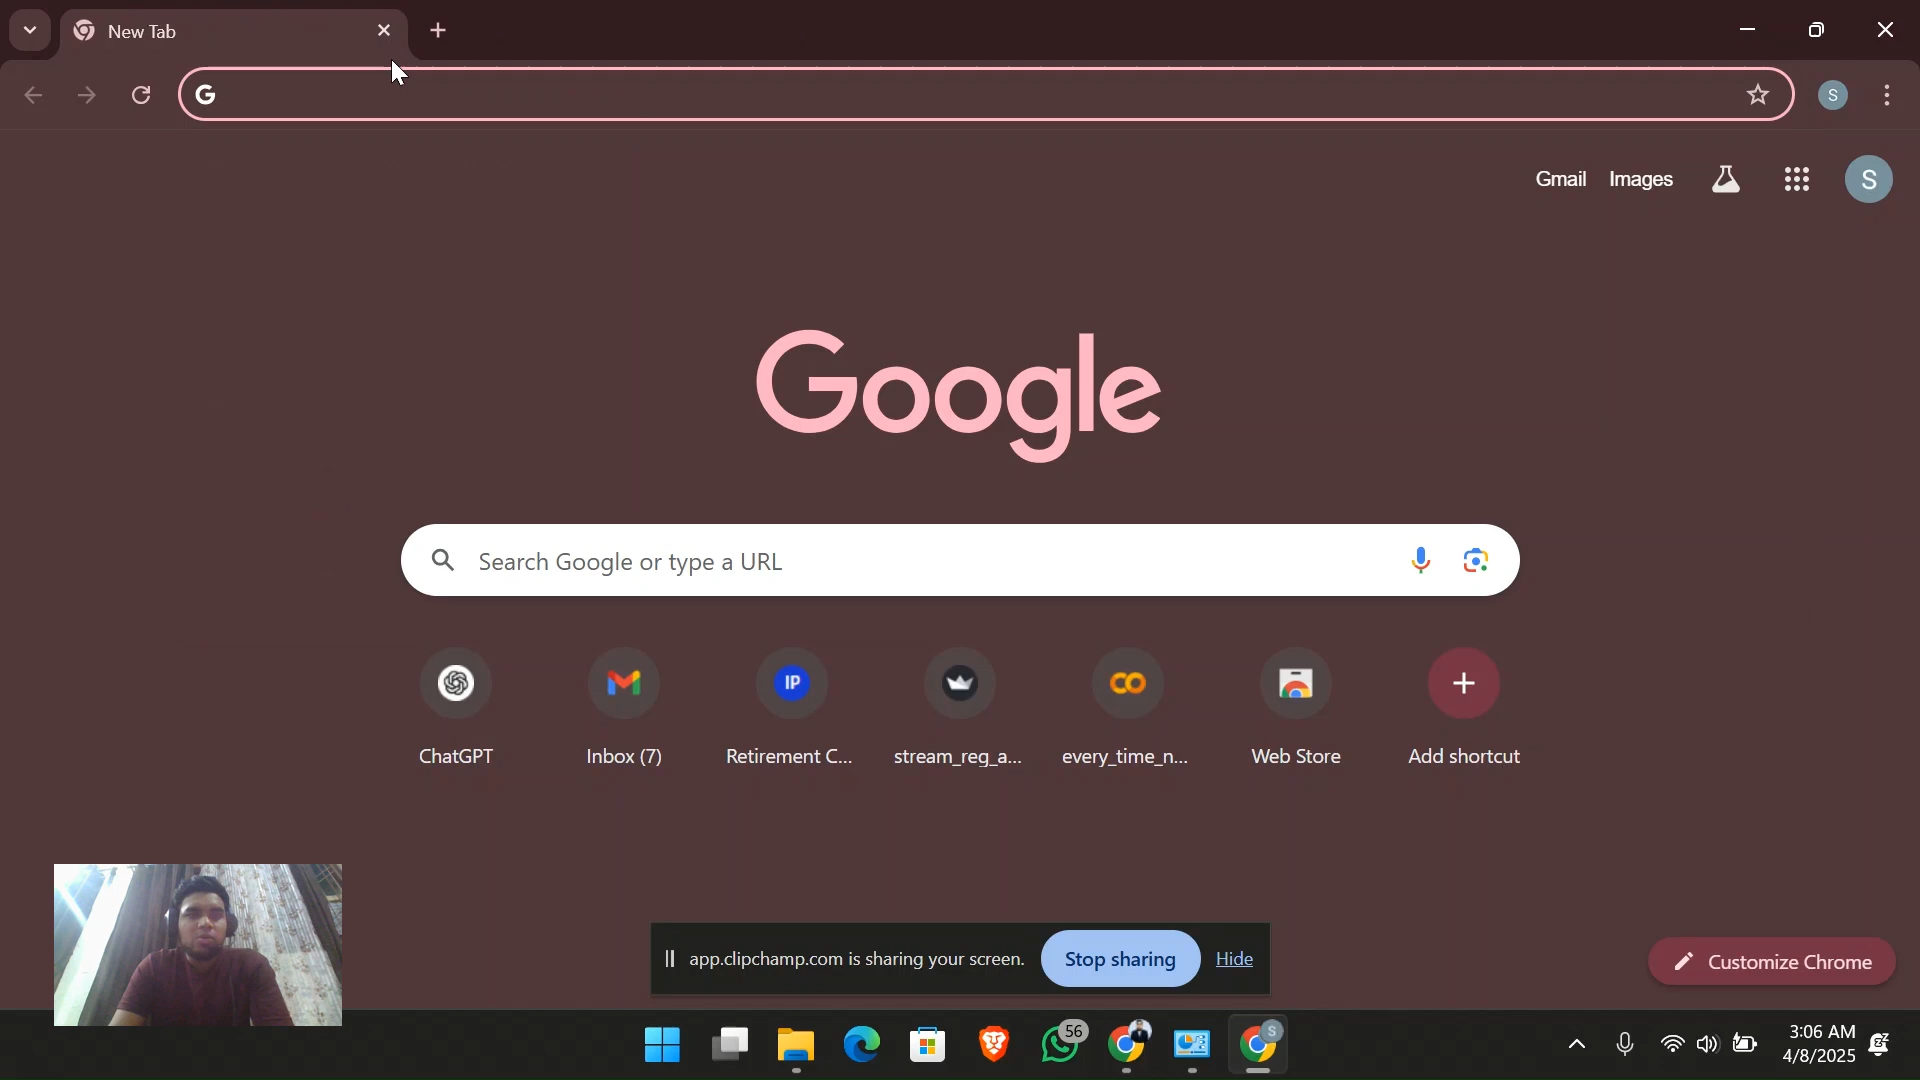 New Tab
Gmail Images S
S
Google
Search Google or type a URL
IP
ChatGPT
Inbox (7)
Retirement C...
stream_reg_a...
every_time_n...
Web Store
Add shortcut
app.clipchamp.com is sharing your screen. Stop sharing Hide
Customize Chrome
56
S
3:06 AM
4/8/2025